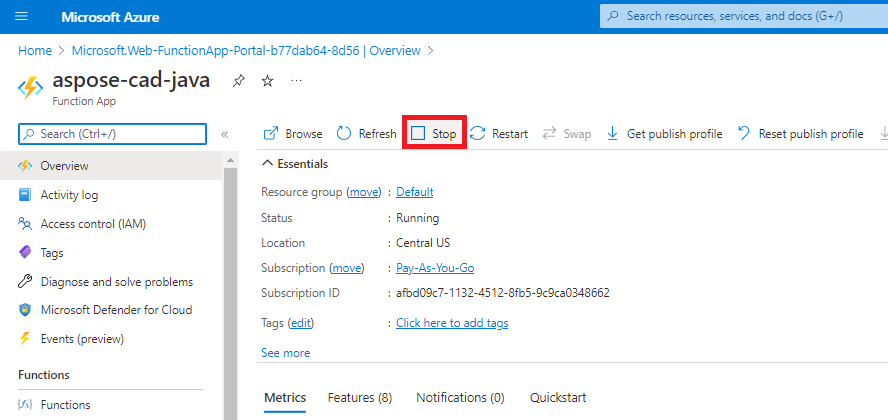 Microsoft Azure
Search resources, services, and docs (G+/)
Home > Microsoft.Web-FunctionApp-Portal-b77dab64-8d56 | Overview >
aspose-cad-java
Function App
Search (Ctrl+/)
«
Browse Refresh Stop Restart Swap Get publish profile Reset publish profile
Overview
Activity log
Access control (IAM)
Tags
Diagnose and solve problems
Microsoft Defender for Cloud
Events (preview)
Functions
Functions
Essentials
Resource group (move) : Default
Status : Running
Location : Central US
Subscription (move) : Pay-As-You-Go
Subscription ID : afbd09c7-1132-4512-8fb5-9c9ca0348662
Tags (edit) : Click here to add tags
See more
Metrics Features (8) Notifications (0) Quickstart